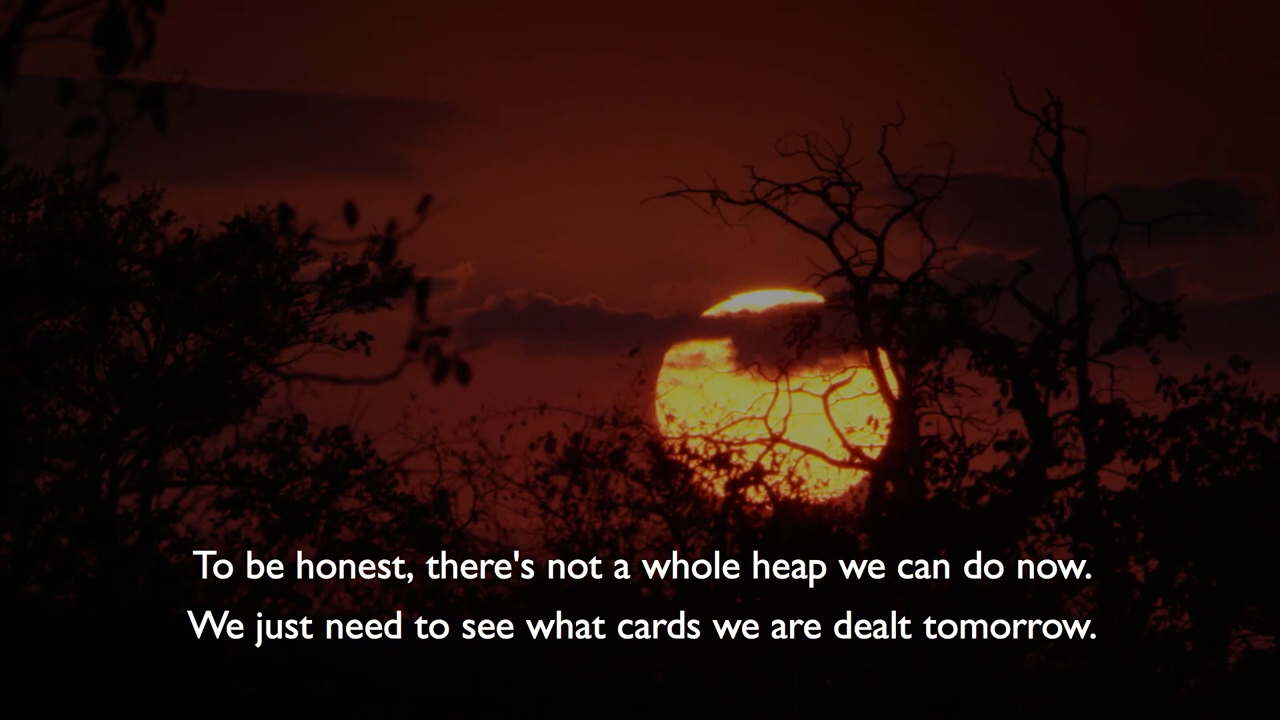 To be honest, there's not a whole heap we can do now.
We just need to see what cards we are dealt tomorrow.